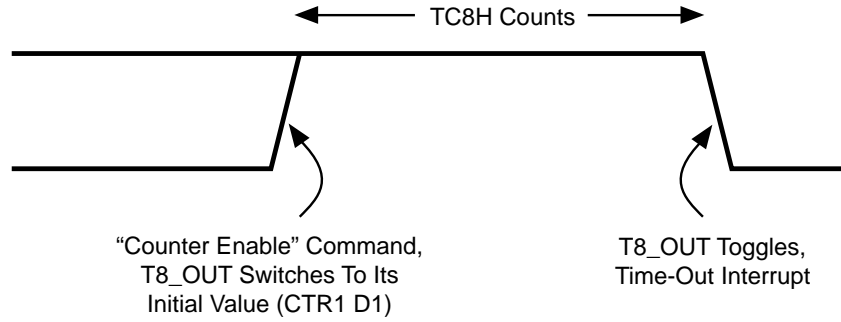 TC8H Counts
“Counter Enable” Command,
T8_OUT Switches To Its
Initial Value (CTR1 D1)
T8_OUT Toggles,
Time-Out Interrupt